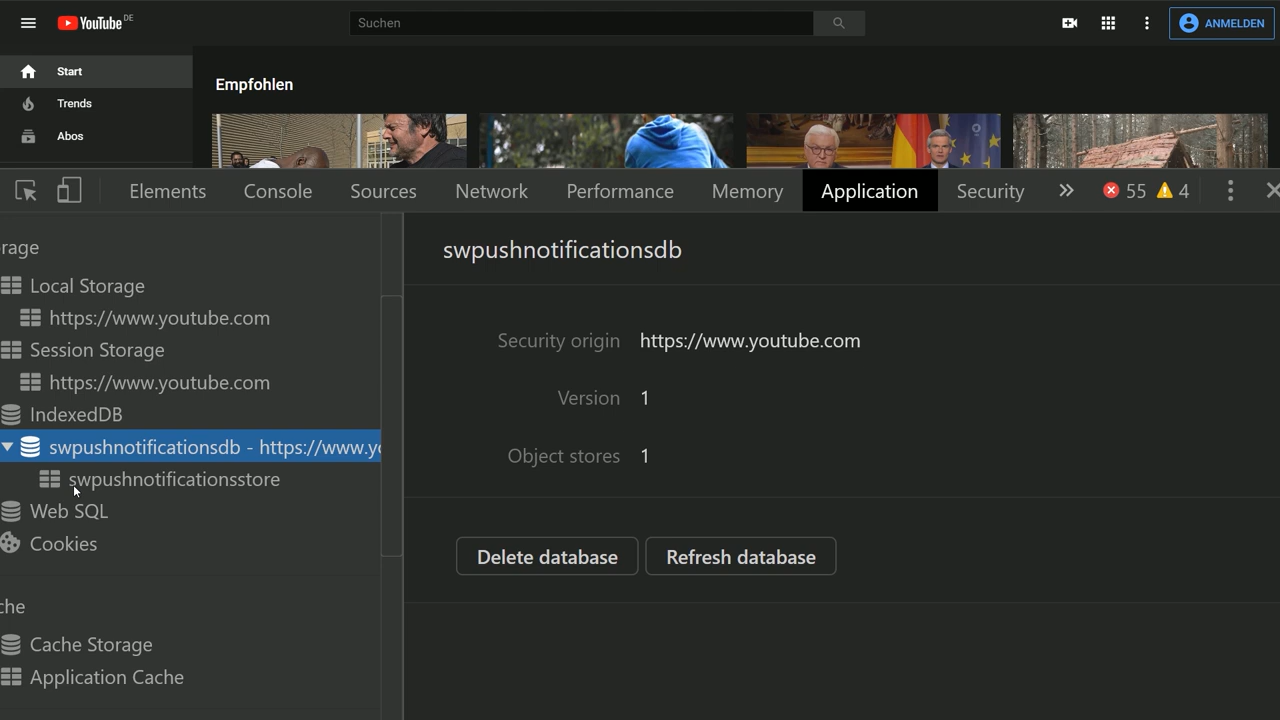 YouTube DE
Suchen
ANMELDEN
Start
Trends
Abos
Empfohlen
Elements Console Sources Network Performance Memory Application Security 55 4
rage
Local Storage
https://www.youtube.com
Session Storage
https://www.youtube.com
IndexedDB
swpushnotificationsdb - https://www.yo
swpushnotificationsstore
Web SQL
Cookies
che
Cache Storage
Application Cache
swpushnotificationsdb
Security origin https://www.youtube.com
Version 1
Object stores 1
Delete database Refresh database